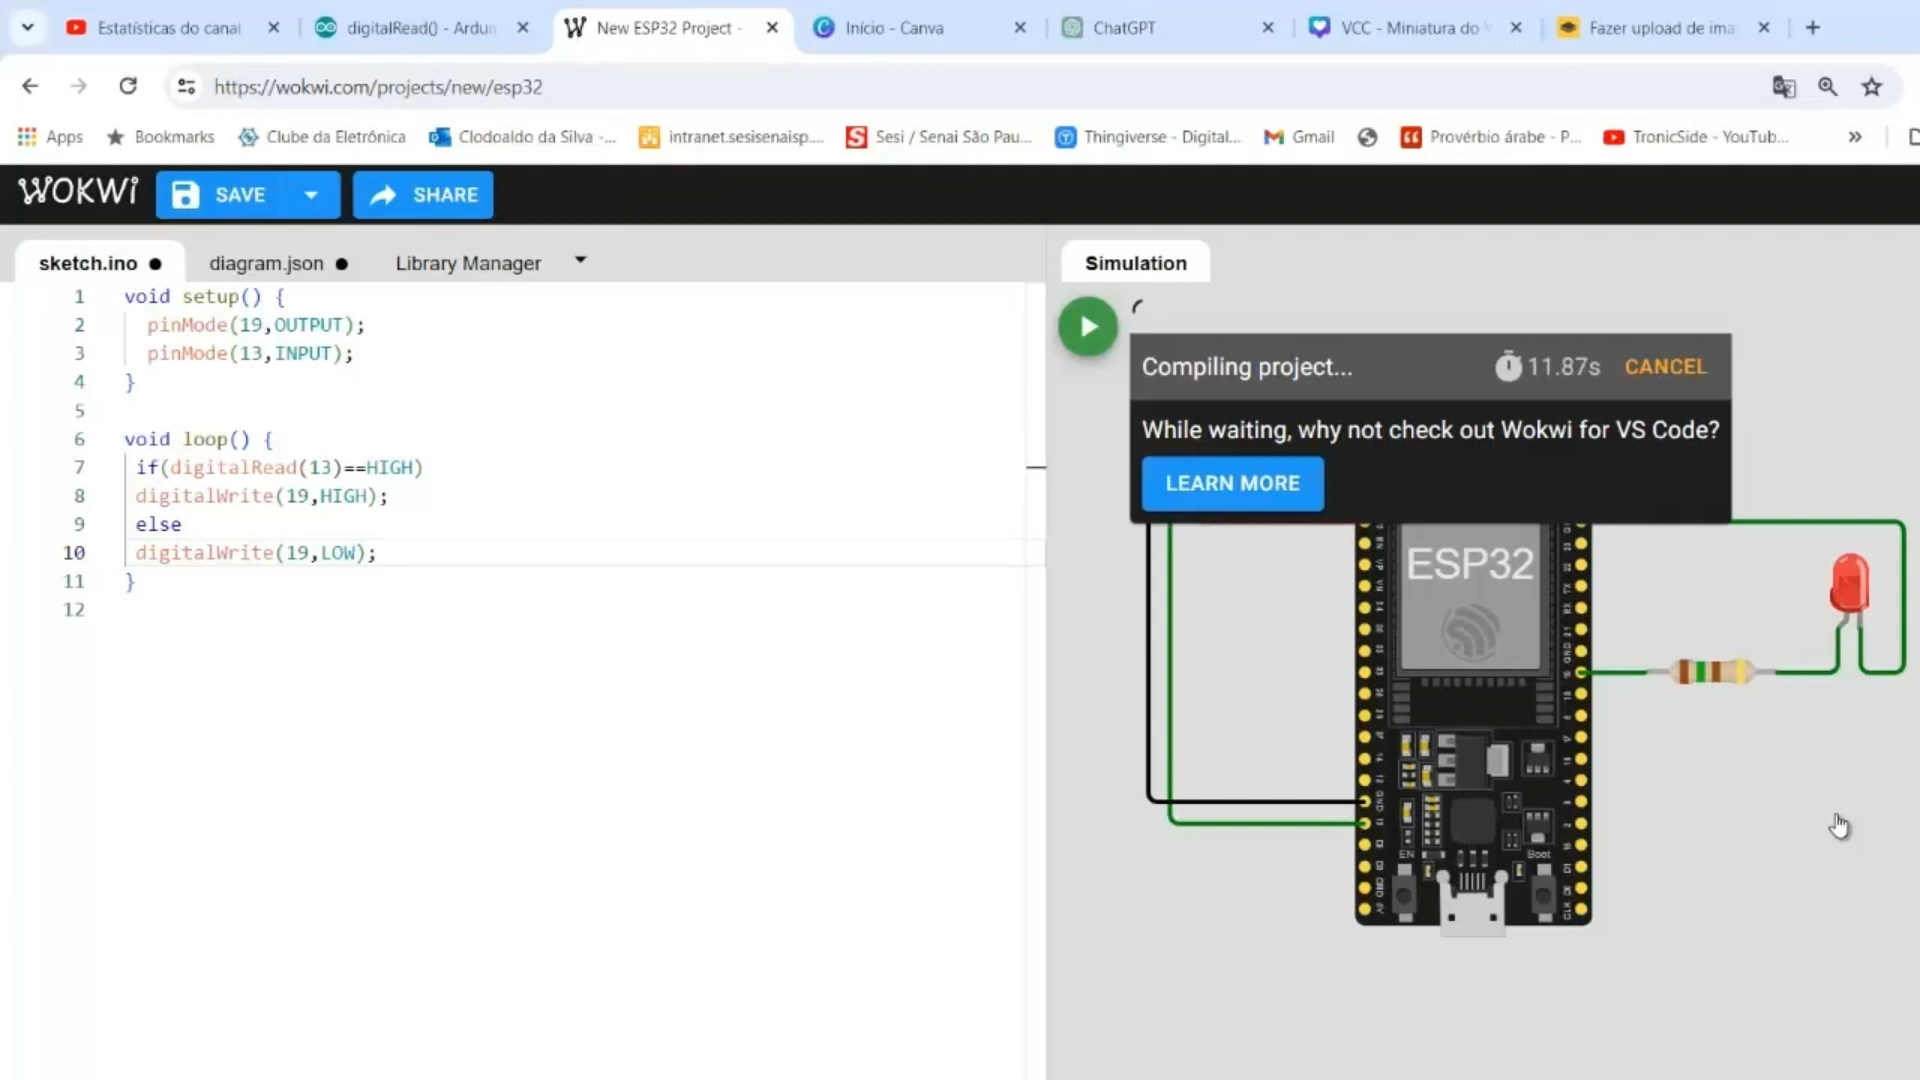 Estatísticas do canal
digitalRead() - Ardui
New ESP32 Project -
Início - Canva
ChatGPT
VCC - Miniatura do V
Fazer upload de ima
https://wokwi.com/projects/new/esp32
Apps
Bookmarks
Clube da Eletrônica
Clodoaldo da Silva -...
intranet.sesisenaisp....
Sesi / Senai São Pau...
Thingiverse - Digital...
Gmail
Provérbio árabe - P...
TronicSide - YouTub...
WOKWi
SAVE
SHARE
sketch.ino
diagram.json
Library Manager
1 void setup() {
2 pinMode(19,OUTPUT);
3 pinMode(13,INPUT);
4 }
5
6 void loop() {
7 if(digitalRead(13)==HIGH)
8 digitalWrite(19,HIGH);
9 else
10 digitalWrite(19,LOW);
11 }
12
Simulation
Compiling project...
11.87s
CANCEL
While waiting, why not check out Wokwi for VS Code?
LEARN MORE
ESP32
EN
Boot